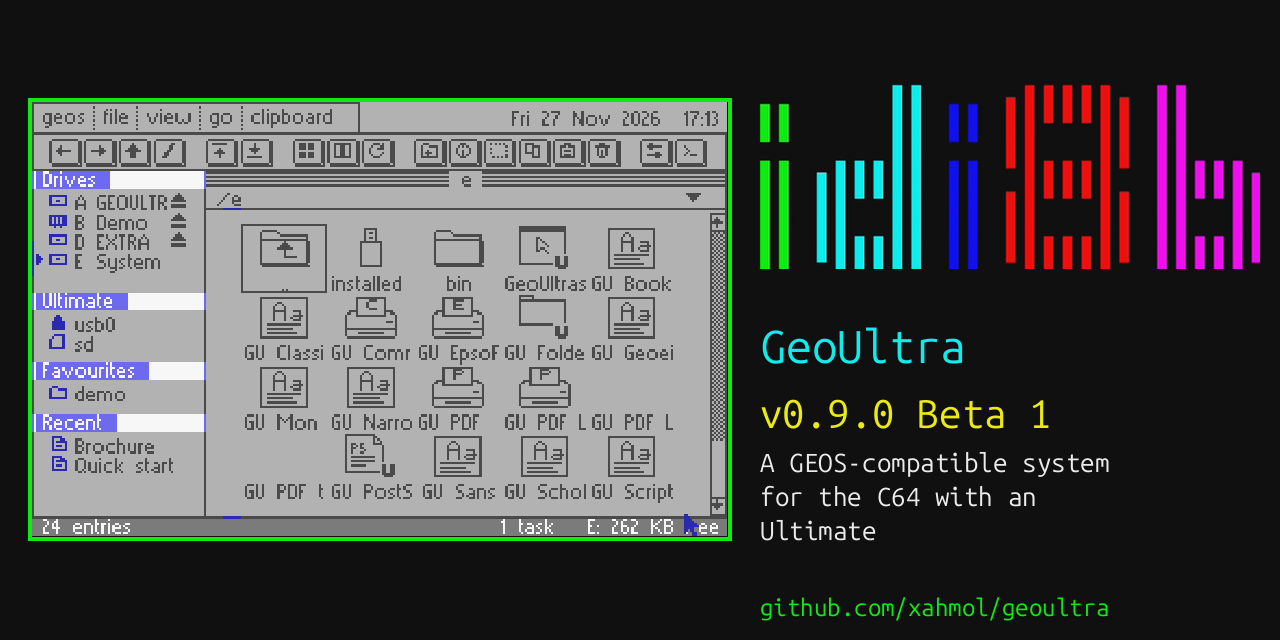 geos file view go clipboard Fri 27 Nov 2026 17:13
Drives
A GEOULTR
B Demo
D EXTRA
E System
Ultimate
usb0
sd
Favourites
demo
Recent
Brochure
Quick start
e
/e
.. installed bin GeoUltras GU Book
GU Classi GU Comr GU EpsoF GU Folde GU Geoei
GU Mon GU Narro GU PDF GU PDF L GU PDF L
GU PDF t GU PostS GU Sans GU Schol GU Script
24 entries 1 task E: 262 KB
idi8b
GeoUltra
v0.9.0 Beta 1
A GEOS-compatible system
for the C64 with an
Ultimate
github.com/xahmol/geoultra